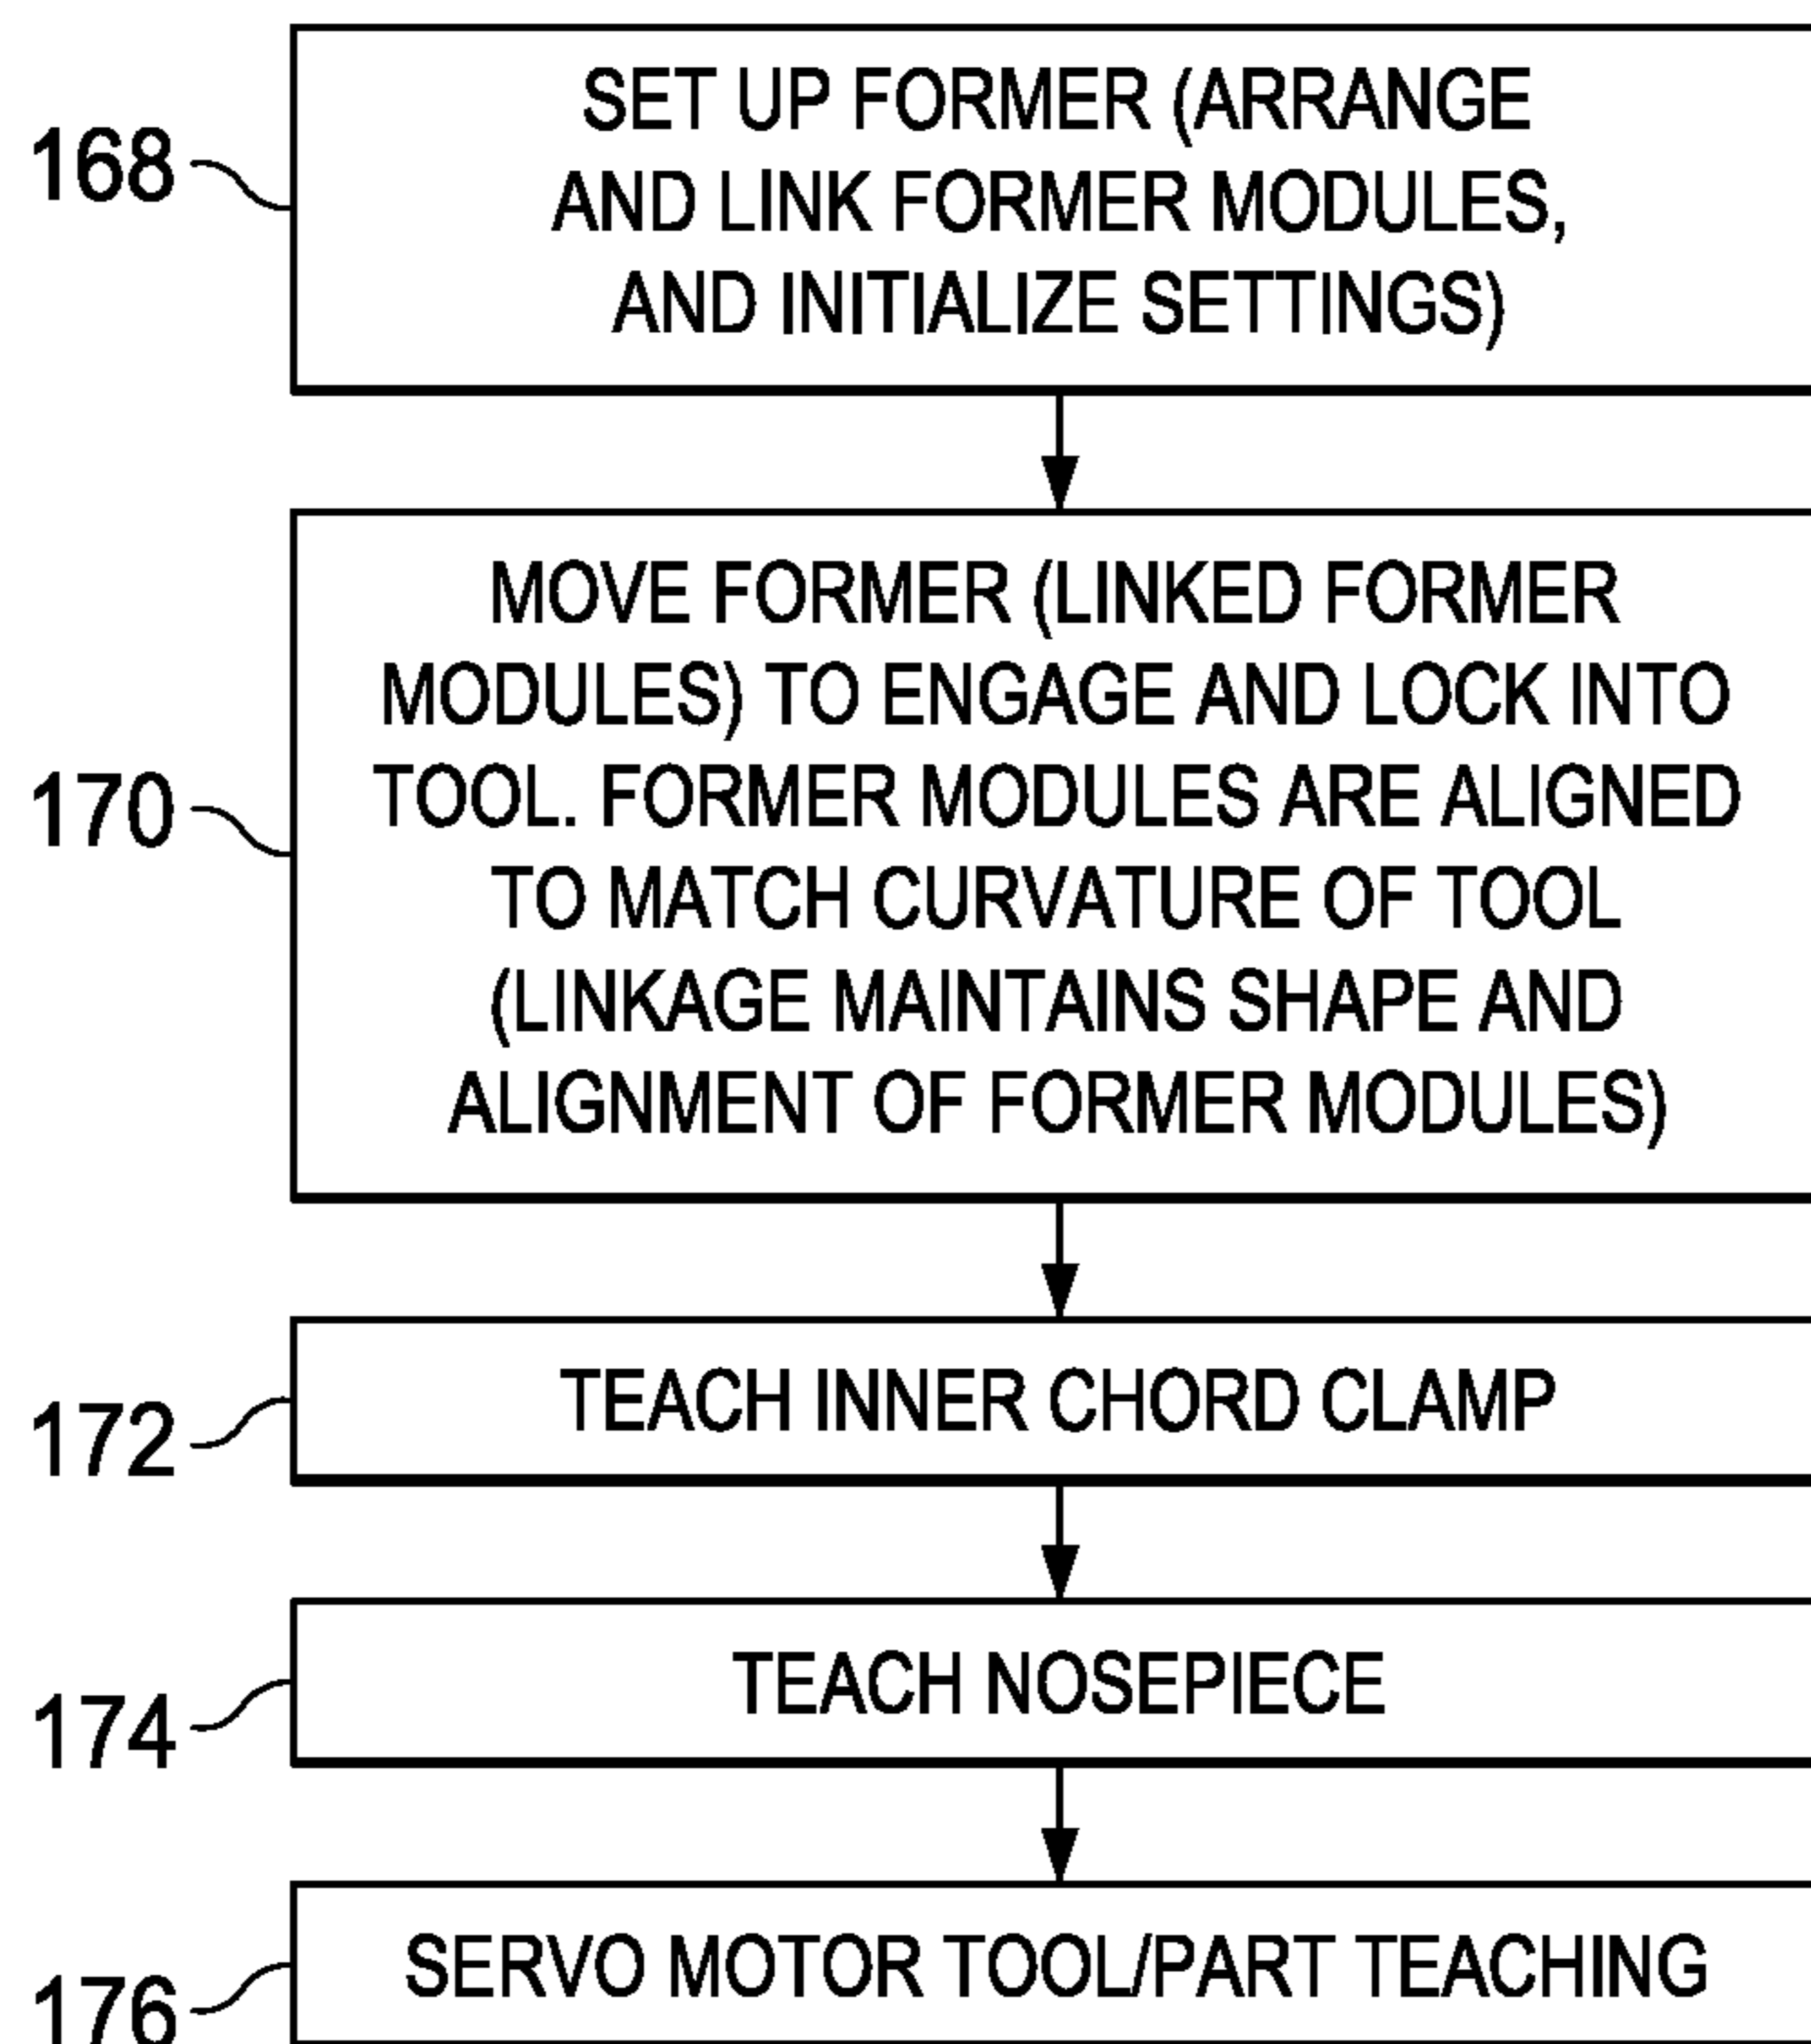 168
SET UP FORMER (ARRANGE
AND LINK FORMER MODULES,
AND INITIALIZE SETTINGS)
170
MOVE FORMER (LINKED FORMER
MODULES) TO ENGAGE AND LOCK INTO
TOOL. FORMER MODULES ARE ALIGNED
TO MATCH CURVATURE OF TOOL
(LINKAGE MAINTAINS SHAPE AND
ALIGNMENT OF FORMER MODULES)
172
TEACH INNER CHORD CLAMP
174
TEACH NOSEPIECE
176
SERVO MOTOR TOOL/PART TEACHING